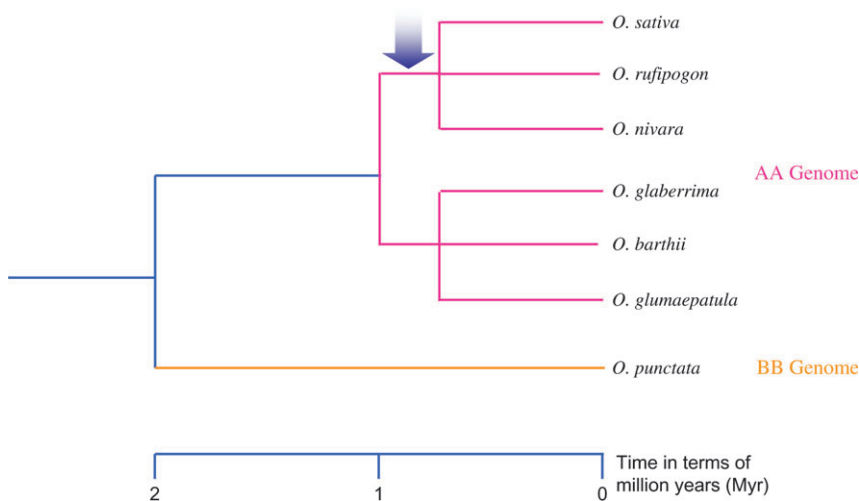 O. sativa
O. rufipogon
O. nivara
AA Genome
O. glaberrima
O. barthii
O. glumaepatula
O. punctata
BB Genome
2
1
0
Time in terms of
million years (Myr)